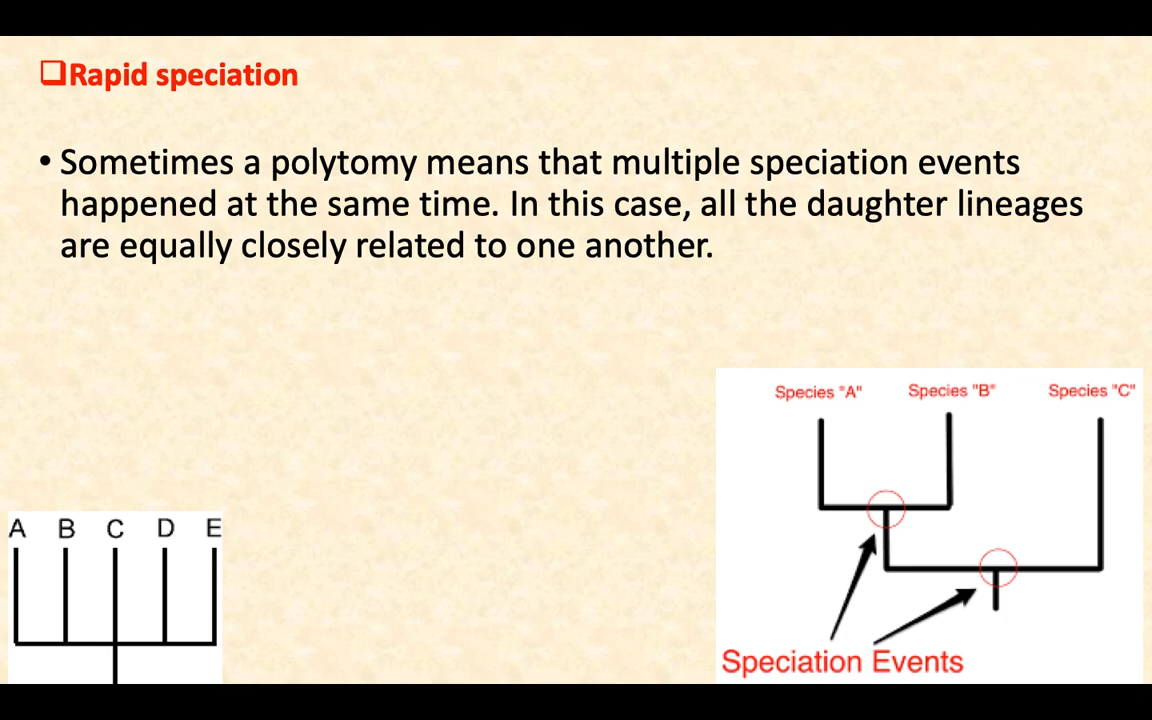 ❑Rapid speciation
• Sometimes a polytomy means that multiple speciation events
happened at the same time. In this case, all the daughter lineages
are equally closely related to one another.
Species "A" Species "B" Species "C"
A B C D E
Speciation Events